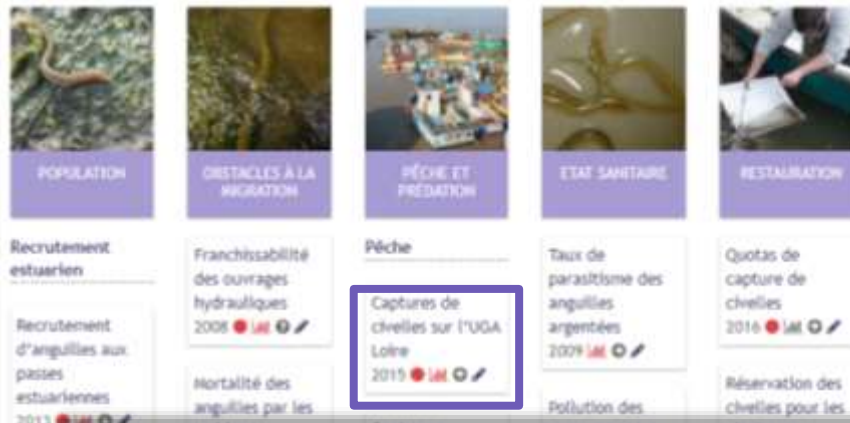 POPULATION
OBSTACLES À LA
MIGRATION
PÊCHE ET
PRÉDATION
ETAT SANITAIRE
RESTAURATION
Recrutement
estuarien
Recrutement
d'anguilles aux
passes
estuariennes
2013
Franchissabilité
des ouvrages
hydrauliques
2008
Mortalité des
anguilles par les
Pêche
Captures de
civelles sur l'UGA
Loire
2015
Taux de
parasitisme des
anguilles
argentées
2009
Pollution des
Quotas de
capture de
civelles
2016
Réservation des
civelles pour les